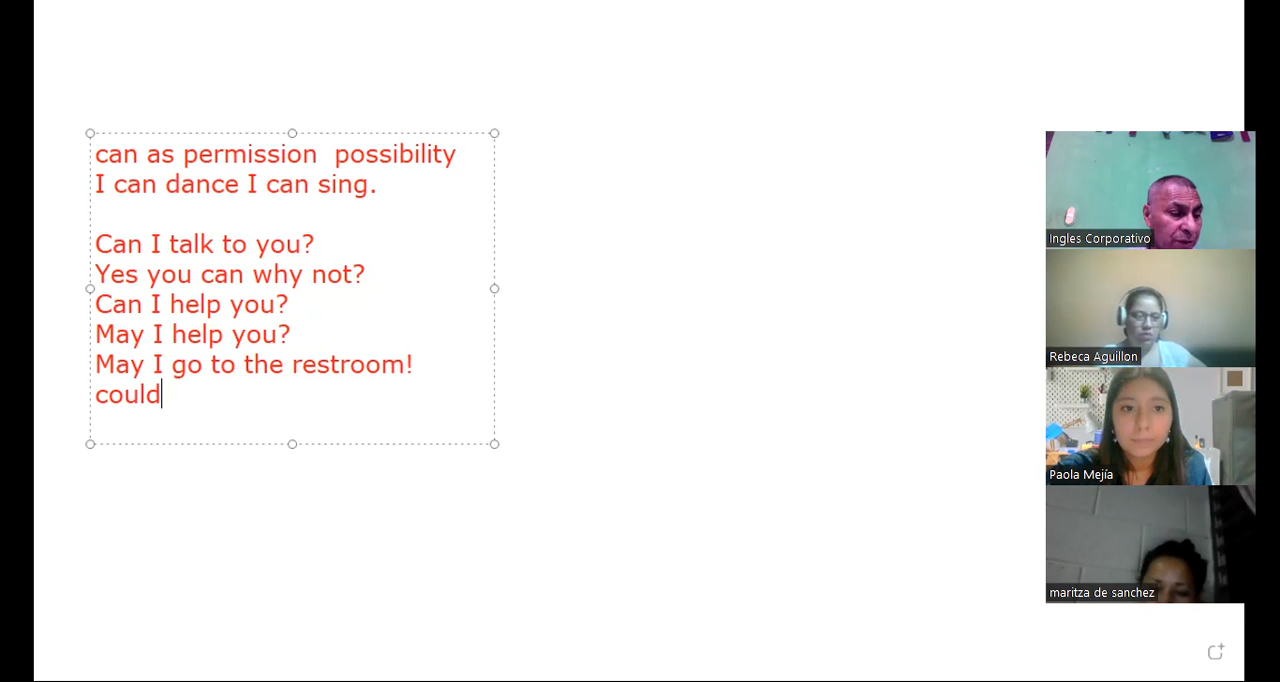 can as permission  possibility
I can dance I can sing.
Can I talk to you?
Yes you can why not?
Can I help you?
May I help you?
May I go to the restroom!
could
Ingles Corporativo
Rebeca Aguillon
Paola Mejía
maritza de sanchez